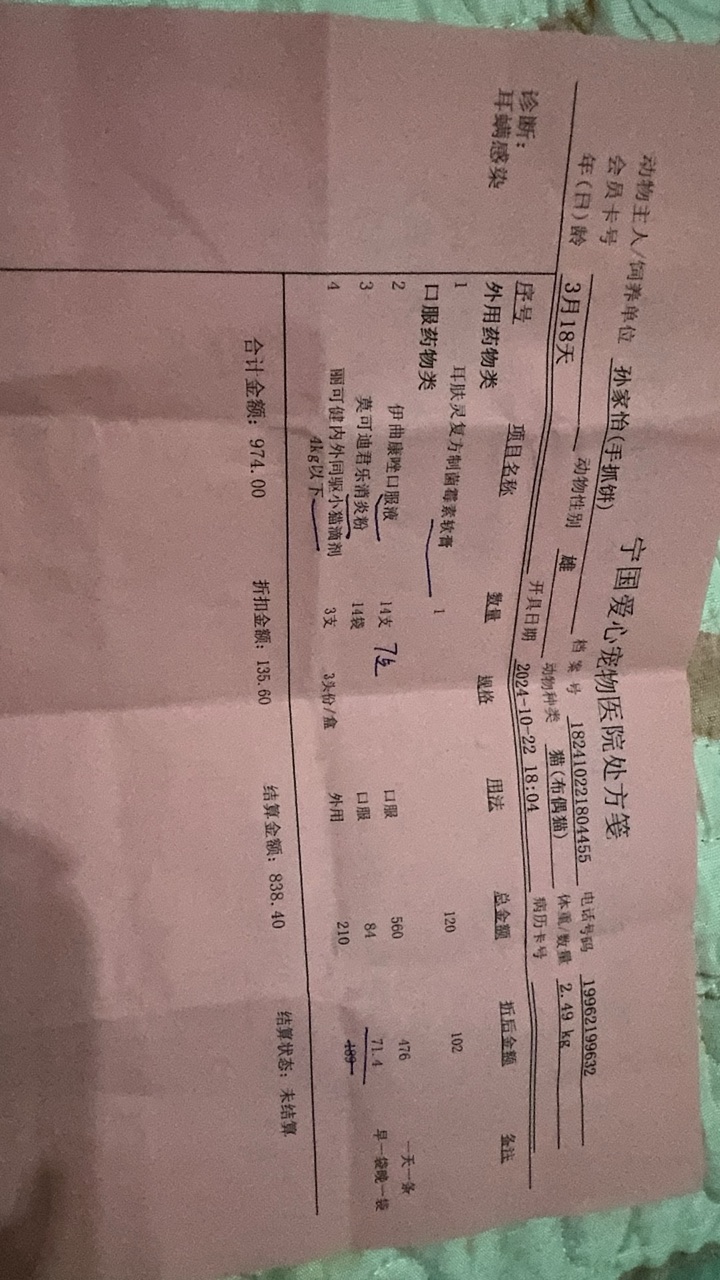 宁国爱心宠物医院处方笺
动物主人/饲养单位 孙家怡(手抓饼) 档案号 182410221804455 电话号码 19962199632
会员卡号 动物性别 雄 动物种类 猫(布偶猫) 体重/数量 2.49 kg
年(日)龄 3月18天 开具日期 2024-10-22 18:04 病历卡号
诊断:
耳螨感染
序号 项目名称 数量 规格 用法 总金额 折后金额 备注
外用药物类
1 耳肤灵复方制菌霉素软膏 1 120 102
口服药物类
2 伊曲康唑口服液 14支 7支 口服 560 476 一天一条
3 莫可迪君乐消炎粉 14袋 口服 84 71.4 早一袋晚一袋
4 丽可健内外同驱小猫滴剂 3支 3头份/盒 外用 210 189
4kg以下
合计金额: 974.00 折扣金额: 135.60 结算金额: 838.40 结算状态: 未结算